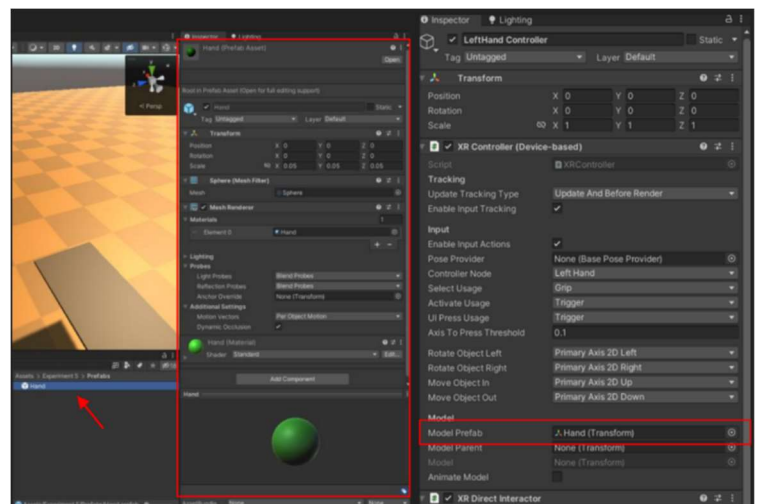 Persp
Assets > Experiment 5 > Prefabs
Hand
Inspector Lighting
Hand (Prefab Asset)
Open
Root in Prefab Asset (Open for full editing support)
Hand Static
Tag Untagged Layer Default
Transform
Position X 0 Y 0 Z 0
Rotation X 0 Y 0 Z 0
Scale X 0.05 Y 0.05 Z 0.05
Sphere (Mesh Filter)
Mesh Sphere
Mesh Renderer
Materials 1
Element 0 Hand
Lighting
Probes
Light Probes Blend Probes
Reflection Probes Blend Probes
Anchor Override None (Transform)
Additional Settings
Motion Vectors Per Object Motion
Dynamic Occlusion
Hand (Material)
Shader Standard Edit...
Add Component
Hand
None None
Inspector Lighting
LeftHand Controller Static
Tag Untagged Layer Default
Transform
Position X 0 Y 0 Z 0
Rotation X 0 Y 0 Z 0
Scale X 1 Y 1 Z 1
XR Controller (Device-based)
Script XRController
Tracking
Update Tracking Type Update And Before Render
Enable Input Tracking
Input
Enable Input Actions
Pose Provider None (Base Pose Provider)
Controller Node Left Hand
Select Usage Grip
Activate Usage Trigger
UI Press Usage Trigger
Axis To Press Threshold 0.1
Rotate Object Left Primary Axis 2D Left
Rotate Object Right Primary Axis 2D Right
Move Object In Primary Axis 2D Up
Move Object Out Primary Axis 2D Down
Model
Model Prefab Hand (Transform)
Model Parent None (Transform)
Model None (Transform)
Animate Model
XR Direct Interactor